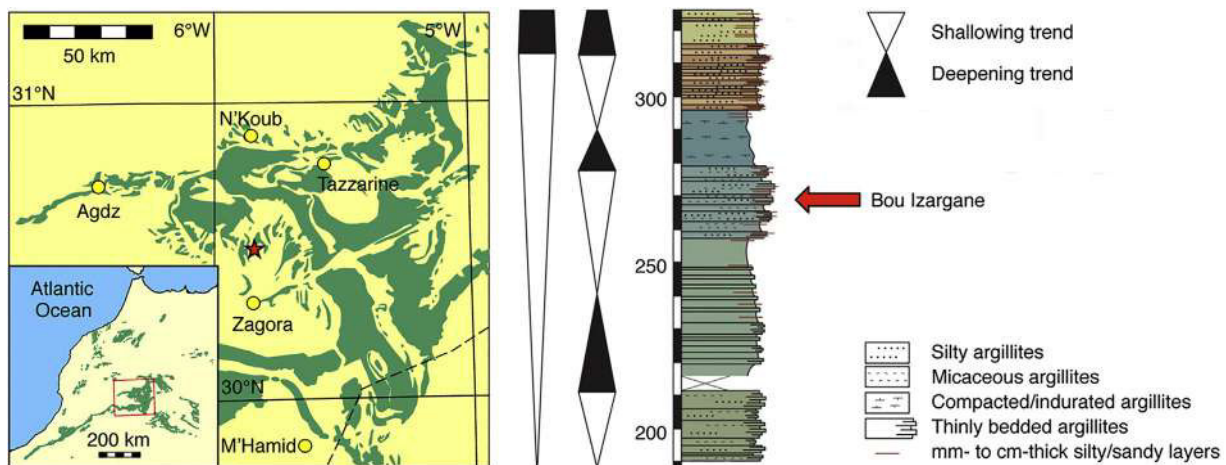 50 km
6°W
5°W
31°N
N'Koub
Tazzarine
Agdz
Zagora
Atlantic
Ocean
30°N
200 km
M'Hamid
300
250
200
Shallowing trend
Deepening trend
Bou Izargane
Silty argillites
Micaceous argillites
Compacted/indurated argillites
Thinly bedded argillites
mm- to cm-thick silty/sandy layers